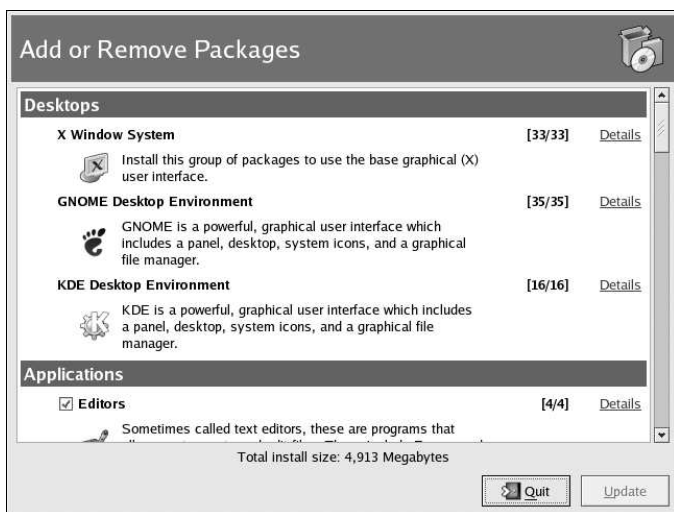 Add or Remove Packages
Desktops
X Window System [33/33] Details
Install this group of packages to use the base graphical (X)
user interface.
GNOME Desktop Environment [35/35] Details
GNOME is a powerful, graphical user interface which
includes a panel, desktop, system icons, and a graphical
file manager.
KDE Desktop Environment [16/16] Details
KDE is a powerful, graphical user interface which includes
a panel, desktop, system icons, and a graphical file
manager.
Applications
Editors [4/4] Details
Sometimes called text editors, these are programs that
Total install size: 4,913 Megabytes
Quit Update